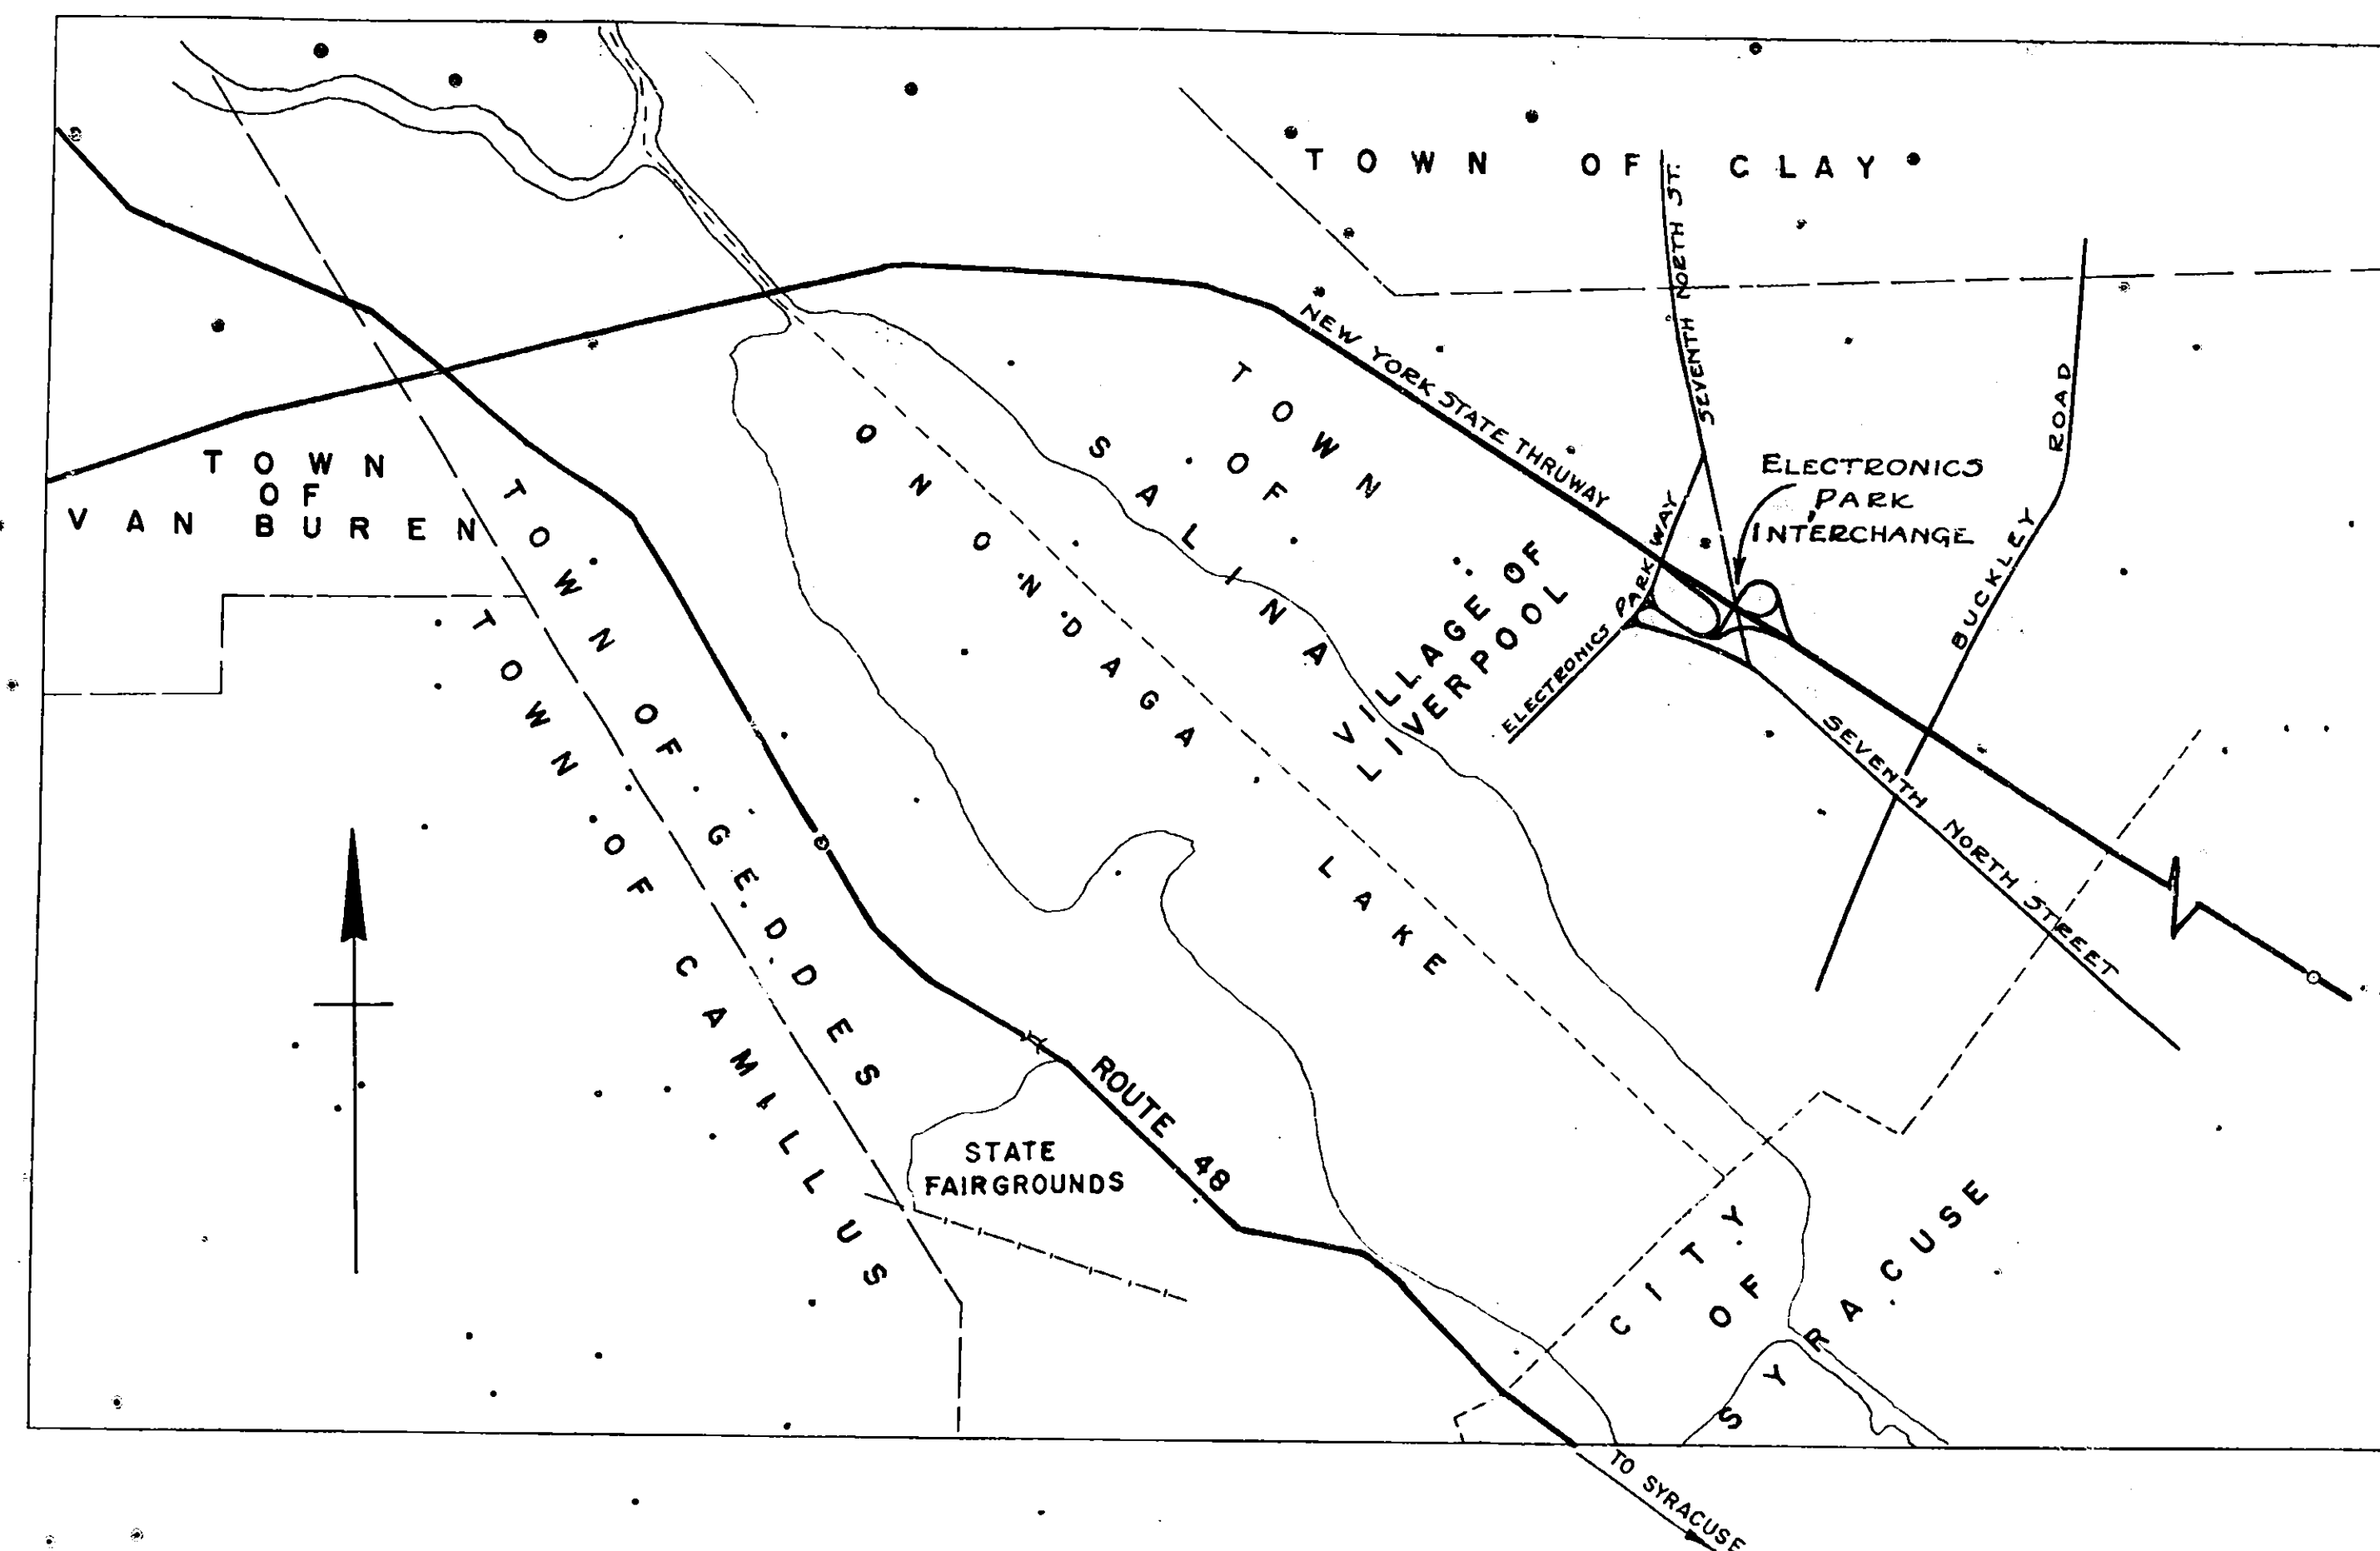 TOWN OF CLAY
SEVENTH NORTH ST.
NEW YORK STATE THRUWAY
ELECTRONICS
PARK
INTERCHANGE
BUCKLEY ROAD
TOWN
OF
SALINA
TOWN
OF
VAN BUREN
ONONDAGA LAKE
VILLAGE OF
LIVERPOOL
ELECTRONICS PARKWAY
TOWN OF GEDDES
TOWN OF CAMILLUS
SEVENTH NORTH STREET
ROUTE 48
STATE
FAIRGROUNDS
CITY
OF
SYRACUSE
TO SYRACUSE